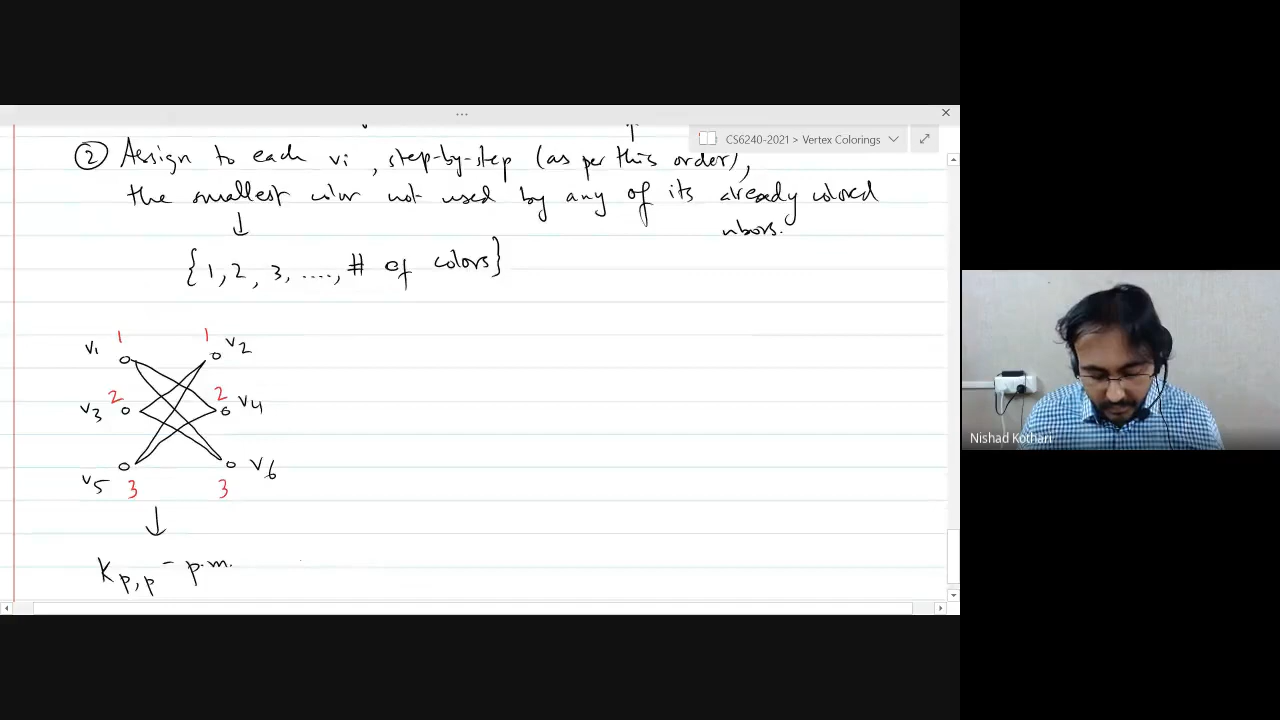 CS6240-2021 > Vertex Colorings
② Assign to each vi, step-by-step (as per this order),
the smallest color not used by any of its already colored
nbors.
↓
{1, 2, 3, ...., # of colors}
1 1
v1 v2
2 2
v3 v4
v5 v6
3 3
↓
Kp,p - p.m.
Nishad Kothari